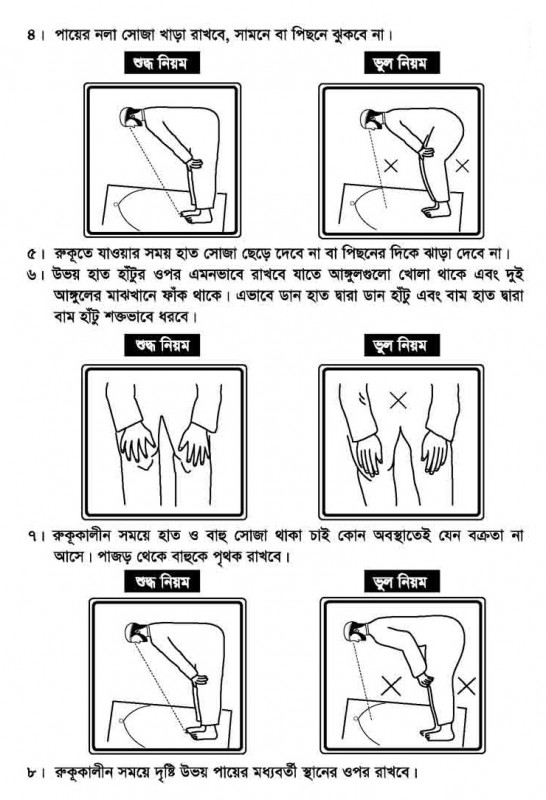 ৪। পায়ের নলা সোজা খাড়া রাখবে, সামনে বা পিছনে ঝুকবে না।
শুদ্ধ নিয়ম
ভুল নিয়ম
৫। রুকূতে যাওয়ার সময় হাত সোজা ছেড়ে দেবে না বা পিছনের দিকে ঝাড়া দেবে না।
৬। উভয় হাত হাঁটুর ওপর এমনভাবে রাখবে যাতে আঙ্গুলগুলো খোলা থাকে এবং দুই
আঙ্গুলের মাঝখানে ফাঁক থাকে। এভাবে ডান হাত দ্বারা ডান হাঁটু এবং বাম হাত দ্বারা
বাম হাঁটু শক্তভাবে ধরবে।
শুদ্ধ নিয়ম
ভুল নিয়ম
৭। রুকূকালীন সময়ে হাত ও বাহু সোজা থাকা চাই কোন অবস্থাতেই যেন বক্রতা না
আসে। পাজড় থেকে বাহুকে পৃথক রাখবে।
শুদ্ধ নিয়ম
ভুল নিয়ম
৮। রুকূকালীন সময়ে দৃষ্টি উভয় পায়ের মধ্যবর্তী স্থানের ওপর রাখবে।